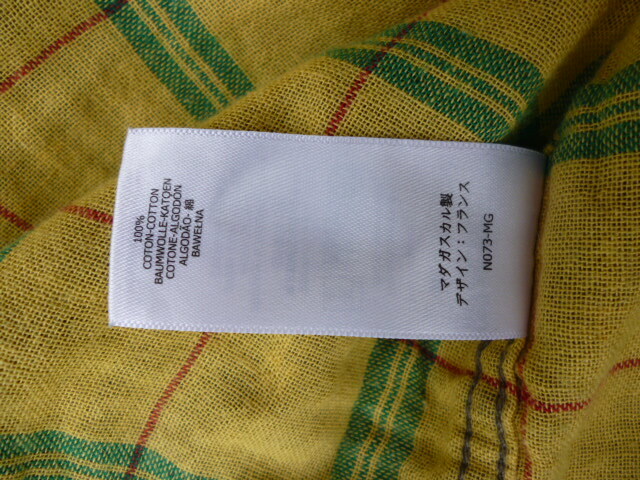 100%
COTON-COTTON
BAUMWOLLE-KATOEN
COTONE-ALGODÓN
ALGODÃO- 綿
BAWEŁNA
マダガスカル製
デザイン：フランス
N073-MG